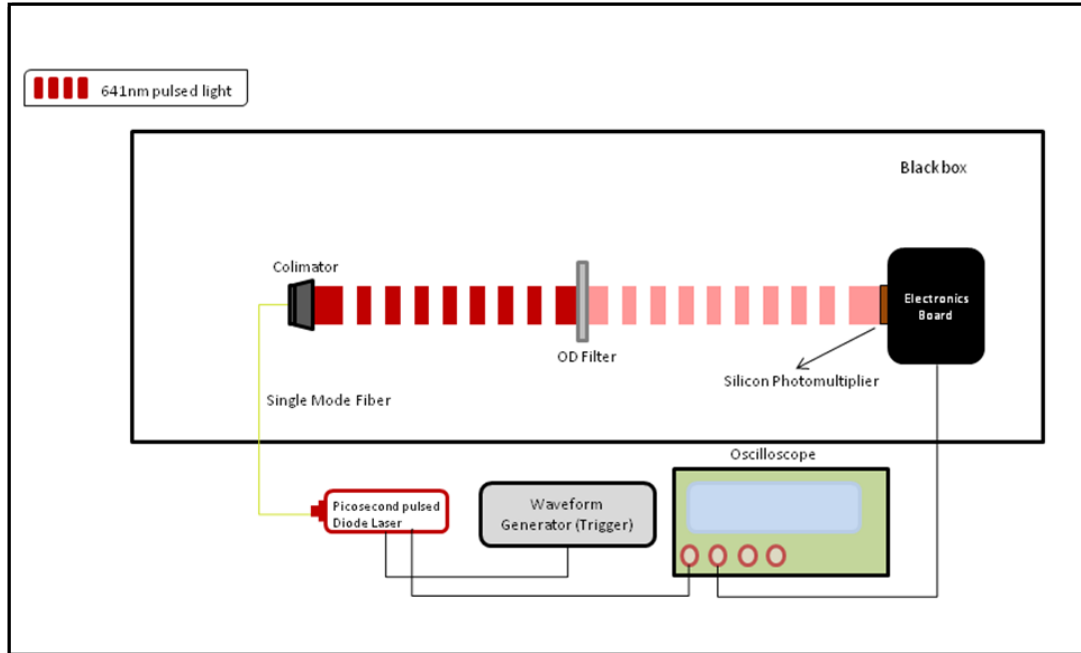 641nm pulsed light
Black box
Colimator
Electronics
Board
OD Filter
Silicon Photomultiplier
Single Mode Fiber
Oscilloscope
Picosecond pulsed
Diode Laser
Waveform
Generator (Trigger)